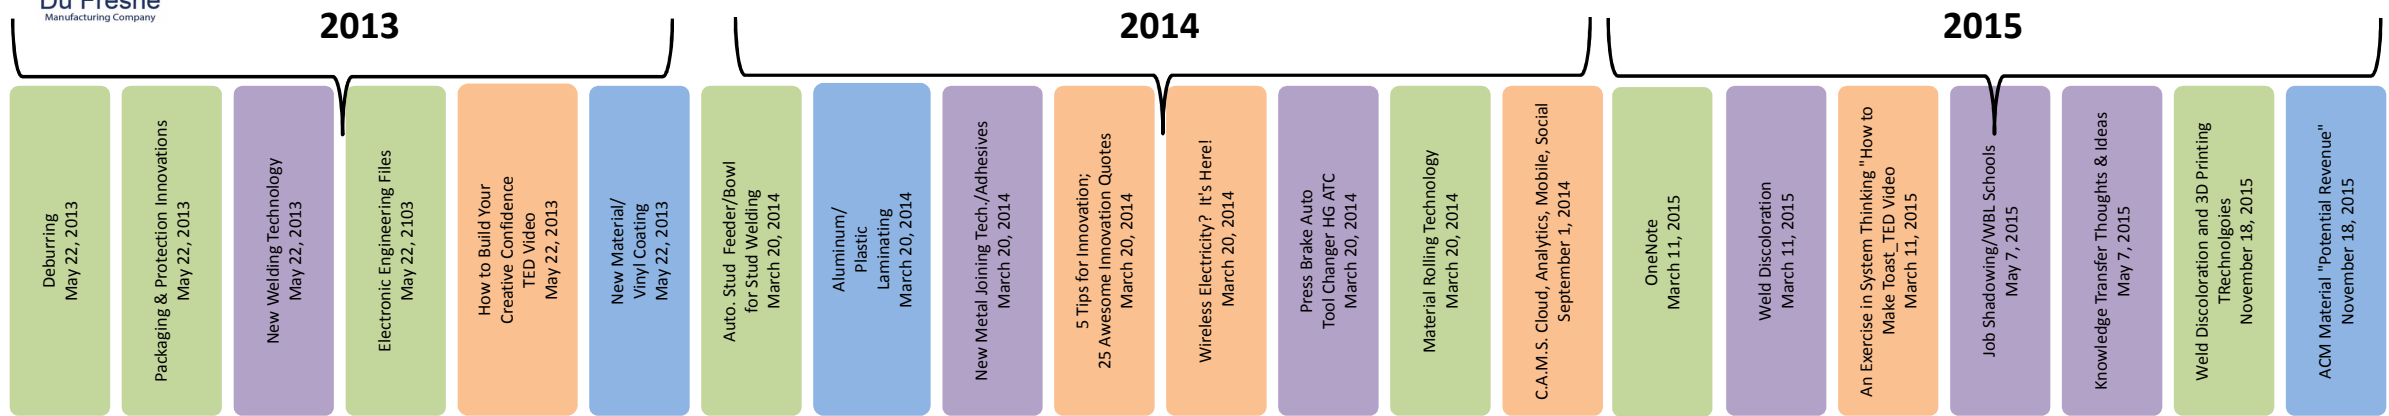 Du Fresne
Manufacturing Company
2013
2014
2015
Deburring
May 22, 2013
Packaging & Protection Innovations
May 22, 2013
New Welding Technology
May 22, 2013
Electronic Engineering Files
May 22, 2103
How to Build Your
Creative Confidence
TED Video
May 22, 2013
New Material/
Vinyl Coating
May 22, 2013
Auto. Stud Feeder/Bowl
for Stud Welding
March 20, 2014
Aluminum/
Plastic
Laminating
March 20, 2014
New Metal Joining Tech./Adhesives
March 20, 2014
5 Tips for Innovation;
25 Awesome Innovation Quotes
March 20, 2014
Wireless Electricity? It's Here!
March 20, 2014
Press Brake Auto
Tool Changer HG ATC
March 20, 2014
Material Rolling Technology
March 20, 2014
C.A.M.S. Cloud, Analytics, Mobile, Social
September 1, 2014
OneNote
March 11, 2015
Weld Discoloration
March 11, 2015
An Exercise in System Thinking "How to
Make Toast_TED Video
March 11, 2015
Job Shadowing/WBL Schools
May 7, 2015
Knowledge Transfer Thoughts & Ideas
May 7, 2015
Weld Discoloration and 3D Printing
TRechnolgoies
November 18, 2015
ACM Material "Potential Revenue"
November 18, 2015